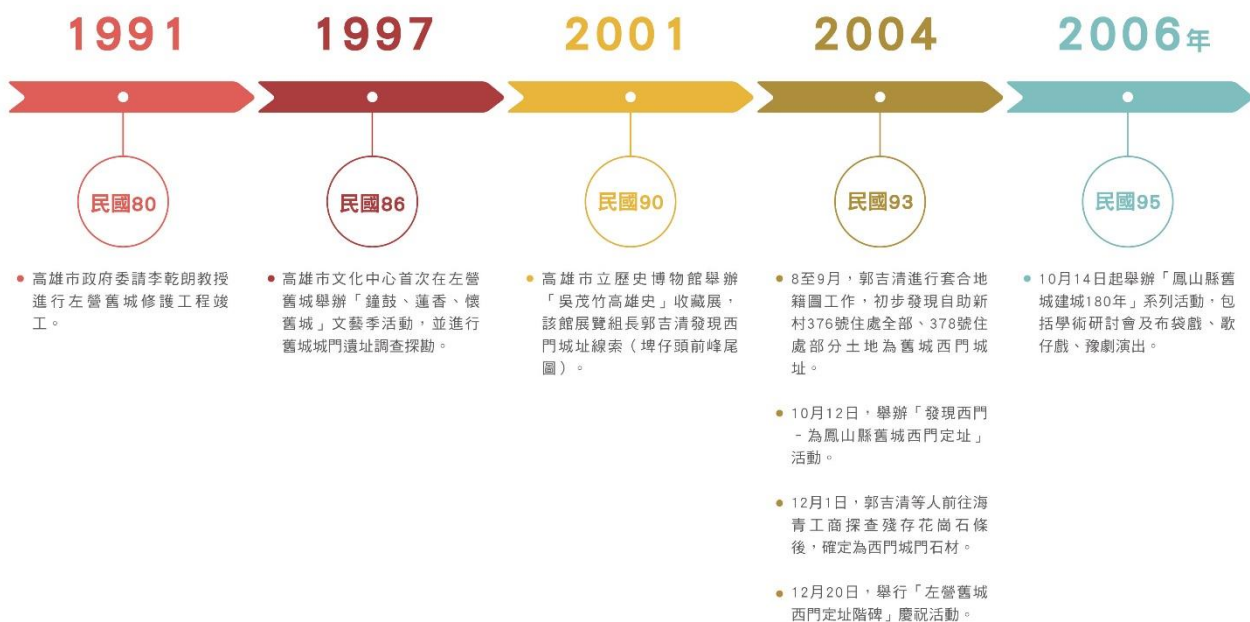 1991
民國80
高雄市政府委請李乾朗教授
進行左營舊城修護工程竣
工。
1997
民國86
高雄市文化中心首次在左營
舊城舉辦「鐘鼓、蓮香、懷
舊城」文藝季活動，並進行
舊城城門遺址調查探勘。
2001
民國90
高雄市立歷史博物館舉辦
「吳茂竹高雄史」收藏展，
該館展覽組長郭吉清發現西
門城址線索（埤仔頭前峰尾
圖）。
2004
民國93
8至9月，郭吉清進行套合地
籍圖工作，初步發現自助新
村376號住處全部、378號住
處部分土地為舊城西門城
址。
10月12日，舉辦「發現西門
- 為鳳山縣舊城西門定址」
活動。
12月1日，郭吉清等人前往海
青工商探查殘存花崗石條
後，確定為西門城門石材。
12月20日，舉行「左營舊城
西門定址階碑」慶祝活動。
2006年
民國95
10月14日起舉辦「鳳山縣舊
城建城180年」系列活動，包
括學術研討會及布袋戲、歌
仔戲、豫劇演出。